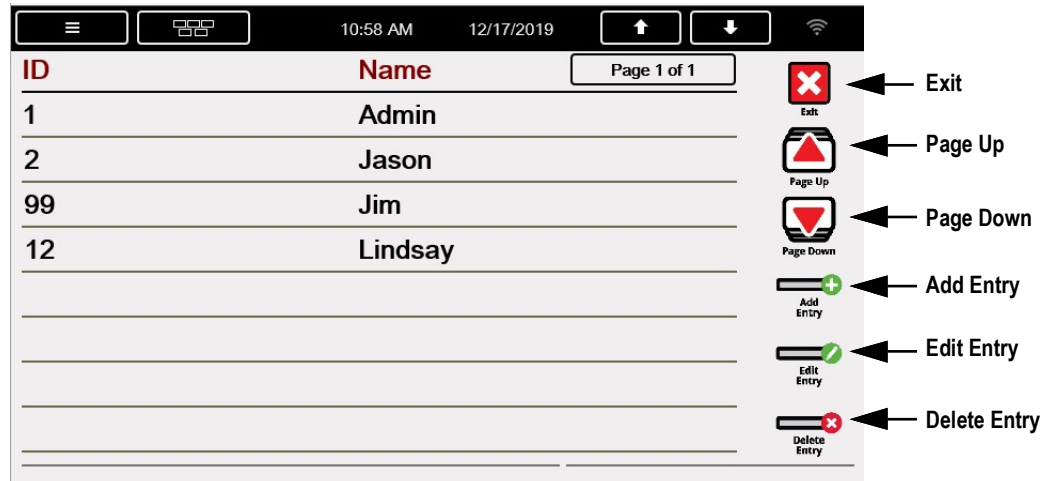 10:58 AM 12/17/2019
ID Name Page 1 of 1
1 Admin
2 Jason
99 Jim
12 Lindsay
Exit
Page Up
Page Down
Add
Entry
Edit
Entry
Delete
Entry
Exit
Page Up
Page Down
Add Entry
Edit Entry
Delete Entry